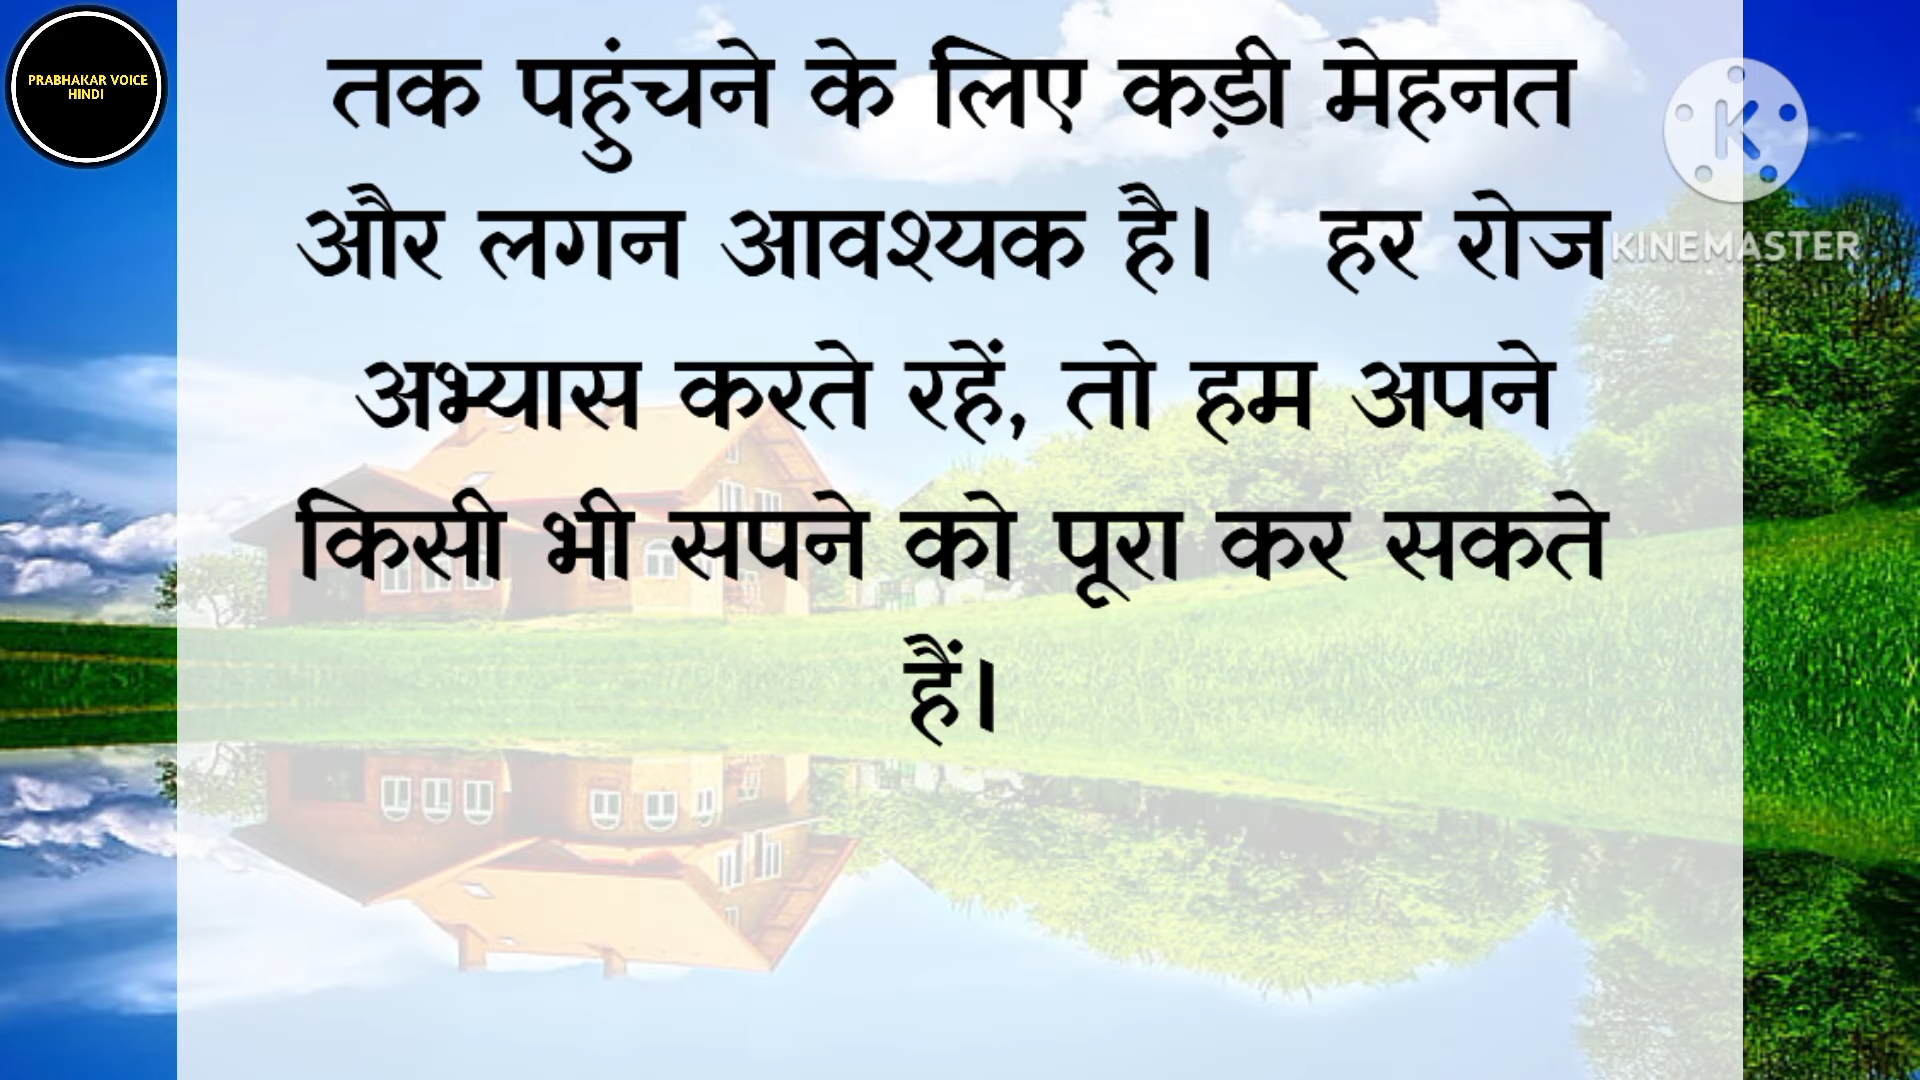 PRABHAKAR VOICE
HINDI
तक पहुंचने के लिए कड़ी मेहनत
और लगन आवश्यक है। हर रोज
KINEMASTER
अभ्यास करते रहें, तो हम अपने
किसी भी सपने को पूरा कर सकते
हैं।